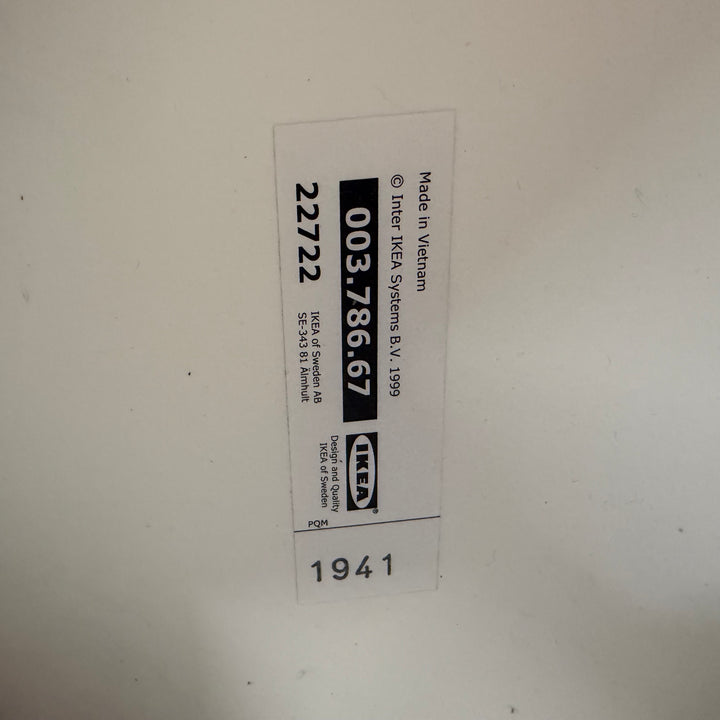 Made in Vietnam
© Inter IKEA Systems B.V. 1999
003.786.67
IKEA®
22722
IKEA of Sweden AB
SE-343 81 Älmhult
Design and Quality
IKEA of Sweden
PQM
1941